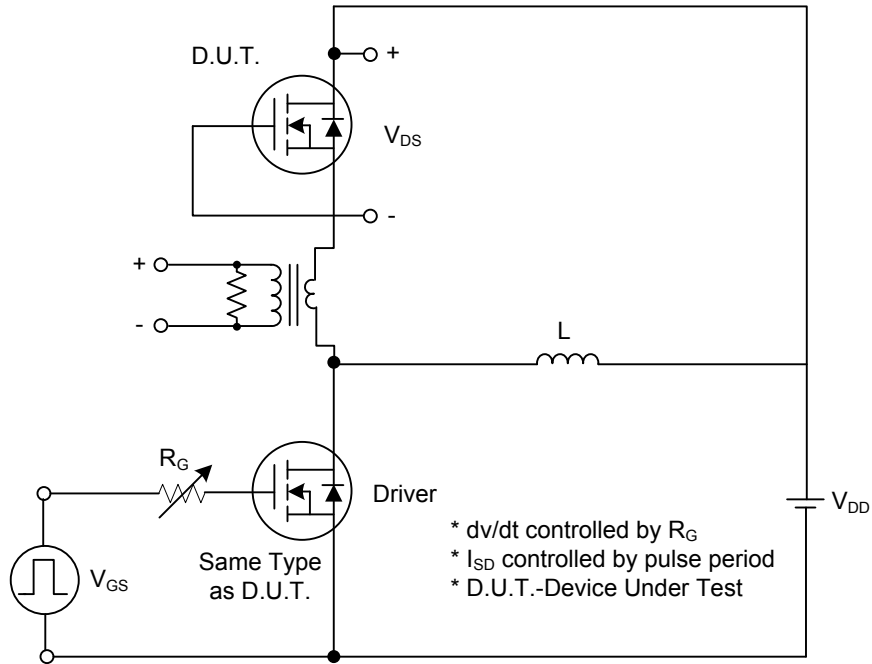 D.U.T.
+
V_DS
-
+
-
L
R_G
Driver
V_DD
V_GS
Same Type
as D.U.T.
* dv/dt controlled by R_G
* I_SD controlled by pulse period
* D.U.T.-Device Under Test